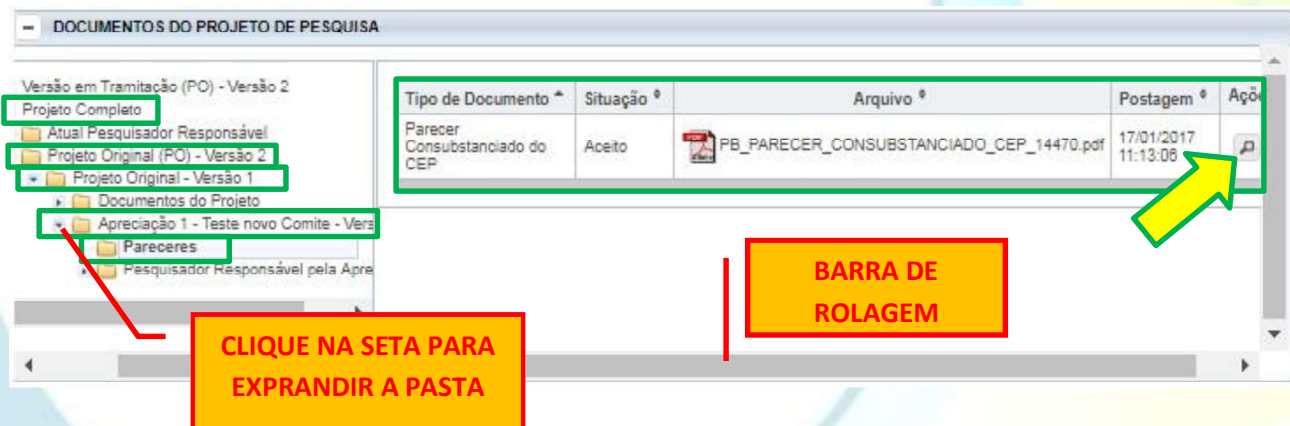 DOCUMENTOS DO PROJETO DE PESQUISA
Versão em Tramitação (PO) - Versão 2
Projeto Completo
Atual Pesquisador Responsável
Projeto Original (PO) - Versão 2
Projeto Original - Versão 1
Documentos do Projeto
Apreciação 1 - Teste novo Comite - Vers
Pareceres
Pesquisador Responsável pela Apre
Tipo de Documento Situação Arquivo Postagem Açõe
Parecer
Consubstanciado do
CEP
Aceito
PB_PARECER_CONSUBSTANCIADO_CEP_14470.pdf
17/01/2017
11:13:06
BARRA DE
ROLAGEM
CLIQUE NA SETA PARA
EXPRANDIR A PASTA